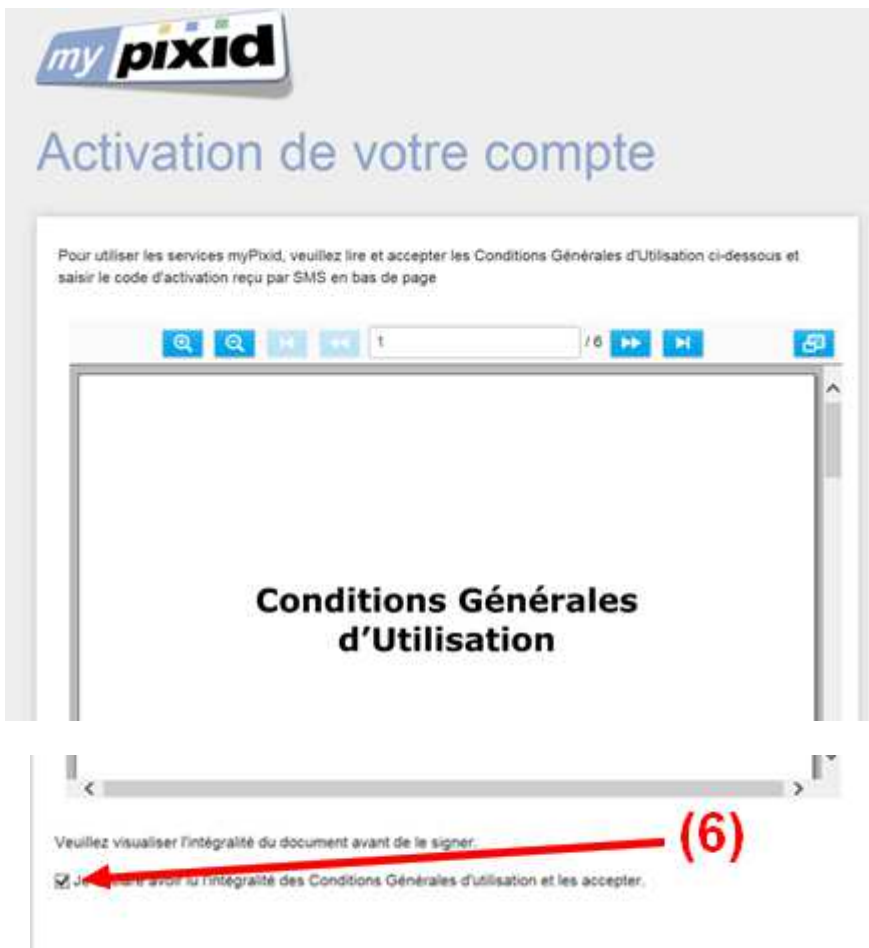 my pixid
Activation de votre compte
Pour utiliser les services myPixid, veuillez lire et accepter les Conditions Générales d'Utilisation ci-dessous et
saisir le code d'activation reçu par SMS en bas de page
1 / 6
Conditions Générales
d'Utilisation
Veuillez visualiser l'intégralité du document avant de le signer.
(6)
avoir lu l'intégralité des Conditions Générales d'utilisation et les accepter.